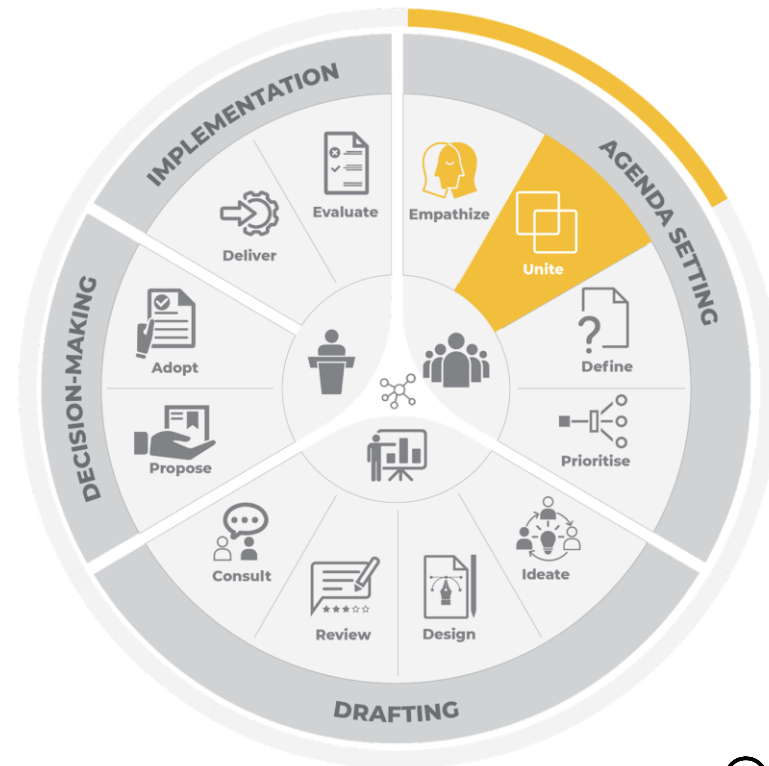 IMPLEMENTATION
AGENDA SETTING
DECISION-MAKING
DRAFTING
Empathize
Unite
Define
Prioritise
Ideate
Design
Review
Consult
Propose
Adopt
Deliver
Evaluate
?